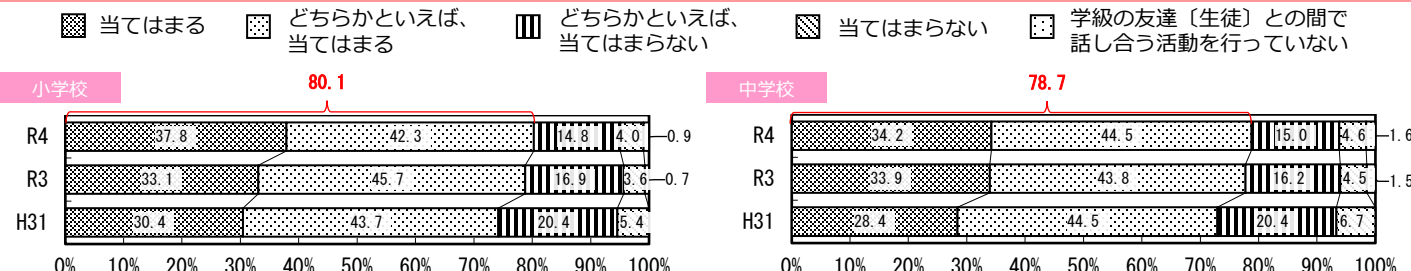 当てはまる
どちらかといえば、
当てはまる
どちらかといえば、
当てはまらない
当てはまらない
学級の友達〔生徒〕との間で
話し合う活動を行っていない
小学校
80.1
R4 37.8 42.3 14.8 4.0 0.9
R3 33.1 45.7 16.9 3.6 0.7
H31 30.4 43.7 20.4 5.4
0% 10% 20% 30% 40% 50% 60% 70% 80% 90% 100%
中学校
78.7
R4 34.2 44.5 15.0 4.6 1.6
R3 33.9 43.8 16.2 4.5 1.5
H31 28.4 44.5 20.4 6.7
0% 10% 20% 30% 40% 50% 60% 70% 80% 90% 100%